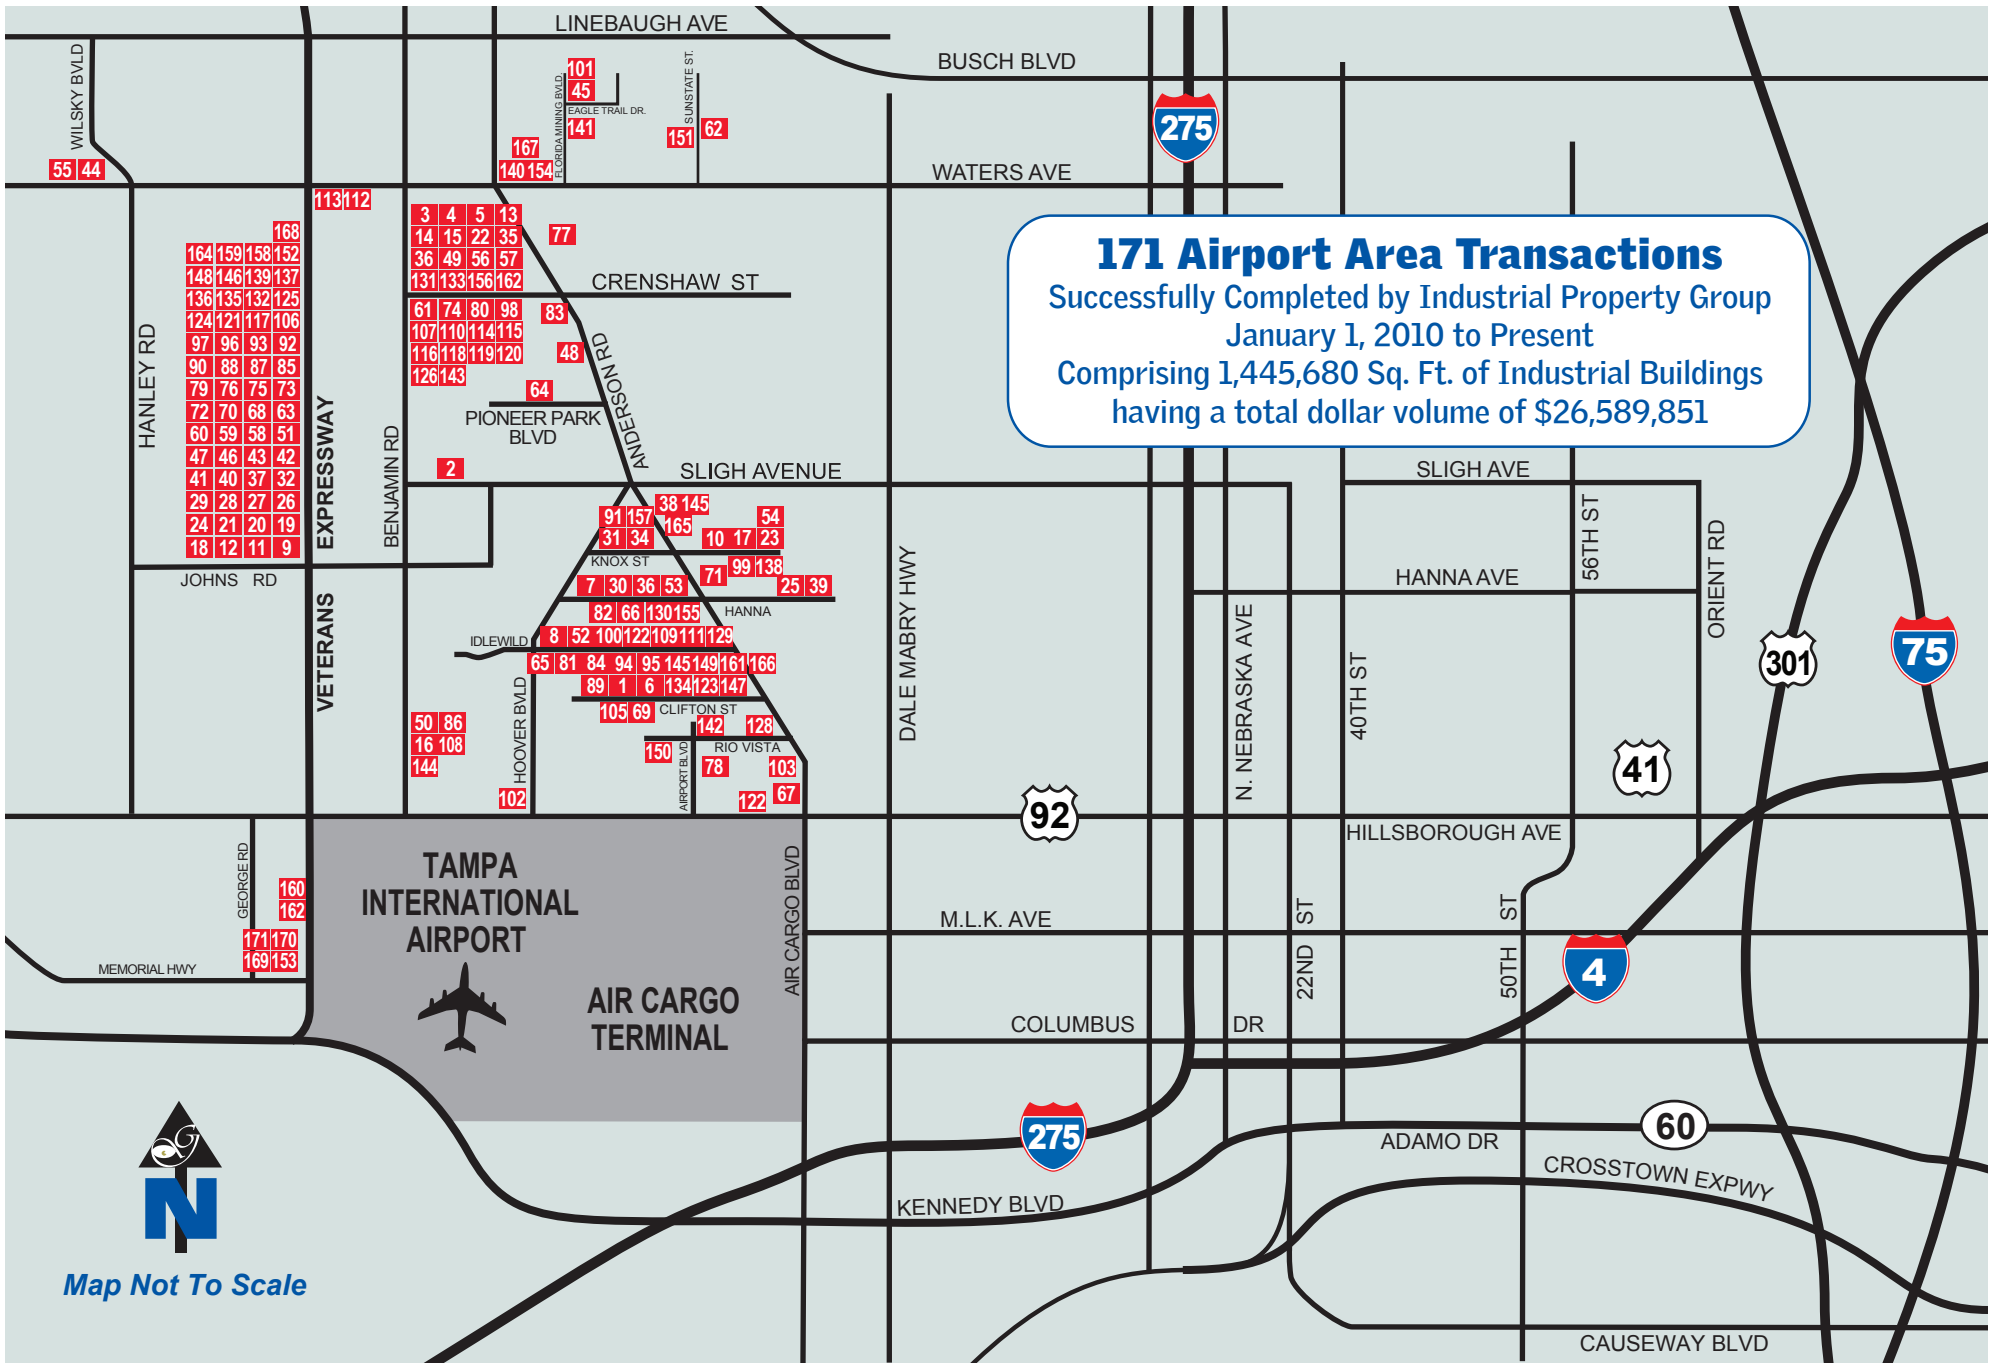 LINEBAUGH AVE
BUSCH BLVD
WILSKY BVLD
FLORIDA MINING BVLD
SUNSTATE ST.
101
45
EAGLE TRAIL DR.
141
151 62
275
167
140 154
55 44
WATERS AVE
113 112
168
164 159 158 152
148 146 139 137
136 135 132 125
124 121 117 106
97 96 93 92
90 88 87 85
79 76 75 73
72 70 68 63
60 59 58 51
47 46 43 42
41 40 37 32
29 28 27 26
24 21 20 19
18 12 11 9
3 4 5 13
14 15 22 35
36 49 56 57
131 133 156 162
77
CRENSHAW ST
61 74 80 98
107 110 114 115
116 118 119 120
126 143
83
48
64
PIONEER PARK
BLVD
ANDERSON RD
171 Airport Area Transactions
Successfully Completed by Industrial Property Group
January 1, 2010 to Present
Comprising 1,445,680 Sq. Ft. of Industrial Buildings
having a total dollar volume of $26,589,851
HANLEY RD
VETERANS EXPRESSWAY
BENJAMIN RD
2
SLIGH AVENUE
SLIGH AVE
JOHNS RD
38 145
165
91 157
31 34
54
10 17 23
KNOX ST
99 138
71
7 30 36 53
25 39
HANNA
HANNA AVE
82 66 130 155
IDLEWILD
8 52 100 122 109 111 129
65 81 84 94 95 145 149 161 166
89 1 6 134 123 147
CLIFTON ST
105 69
142 128
RIO VISTA
150
78 103
122 67
AIRPORT BLVD
HOOVER BVLD
102
50 86
16 108
144
DALE MABRY HWY
N. NEBRASKA AVE
40TH ST
56TH ST
ORIENT RD
301
75
41
92
HILLSBOROUGH AVE
GEORGE RD
160
162
171 170
169 153
MEMORIAL HWY
TAMPA
INTERNATIONAL
AIRPORT
AIR CARGO
TERMINAL
AIR CARGO BLVD
M.L.K. AVE
22ND ST
50TH ST
4
COLUMBUS DR
275
60
ADAMO DR
CROSSTOWN EXPWY
KENNEDY BLVD
CAUSEWAY BLVD
N
Map Not To Scale